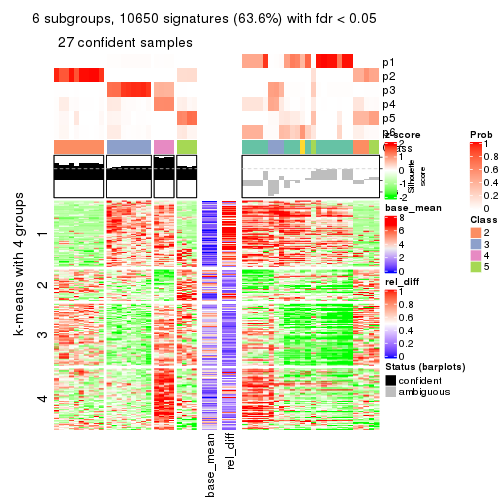 6 subgroups, 10650 signatures (63.6%) with fdr < 0.05
27 confident samples
p1
p2
p3
p4
p5
p6
Class
z-score
2
1
0
-1
-2
Silhouette
score
Prob
1
0.8
0.6
0.4
0.2
0
Class
2
3
4
5
base_mean
8
6
4
2
0
rel_diff
1
0.8
0.6
0.4
0.2
0
Status (barplots)
confident
ambiguous
k-means with 4 groups
1
2
3
4
base_mean
rel_diff